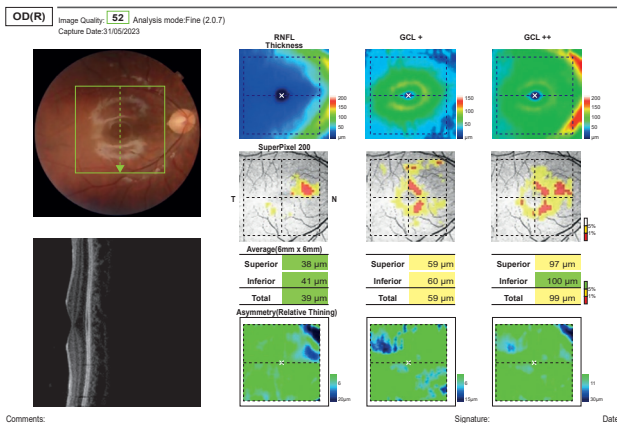 OD(R) Image Quality: 52 Analysis mode:Fine (2.0.7)
Capture Date:31/05/2023
RNFL Thickness GCL + GCL ++
200
150
100
50
µm
150
100
50
µm
200
150
100
50
µm
SuperPixel 200
T N
5%
1%
Average(6mm x 6mm)
Superior 38 µm Superior 59 µm Superior 97 µm
Inferior 41 µm Inferior 60 µm Inferior 100 µm
Total 39 µm Total 59 µm Total 99 µm
5%
1%
Asymmetry(Relative Thining)
6
20µm
6
15µm
11
30µm
Comments: Signature: Date